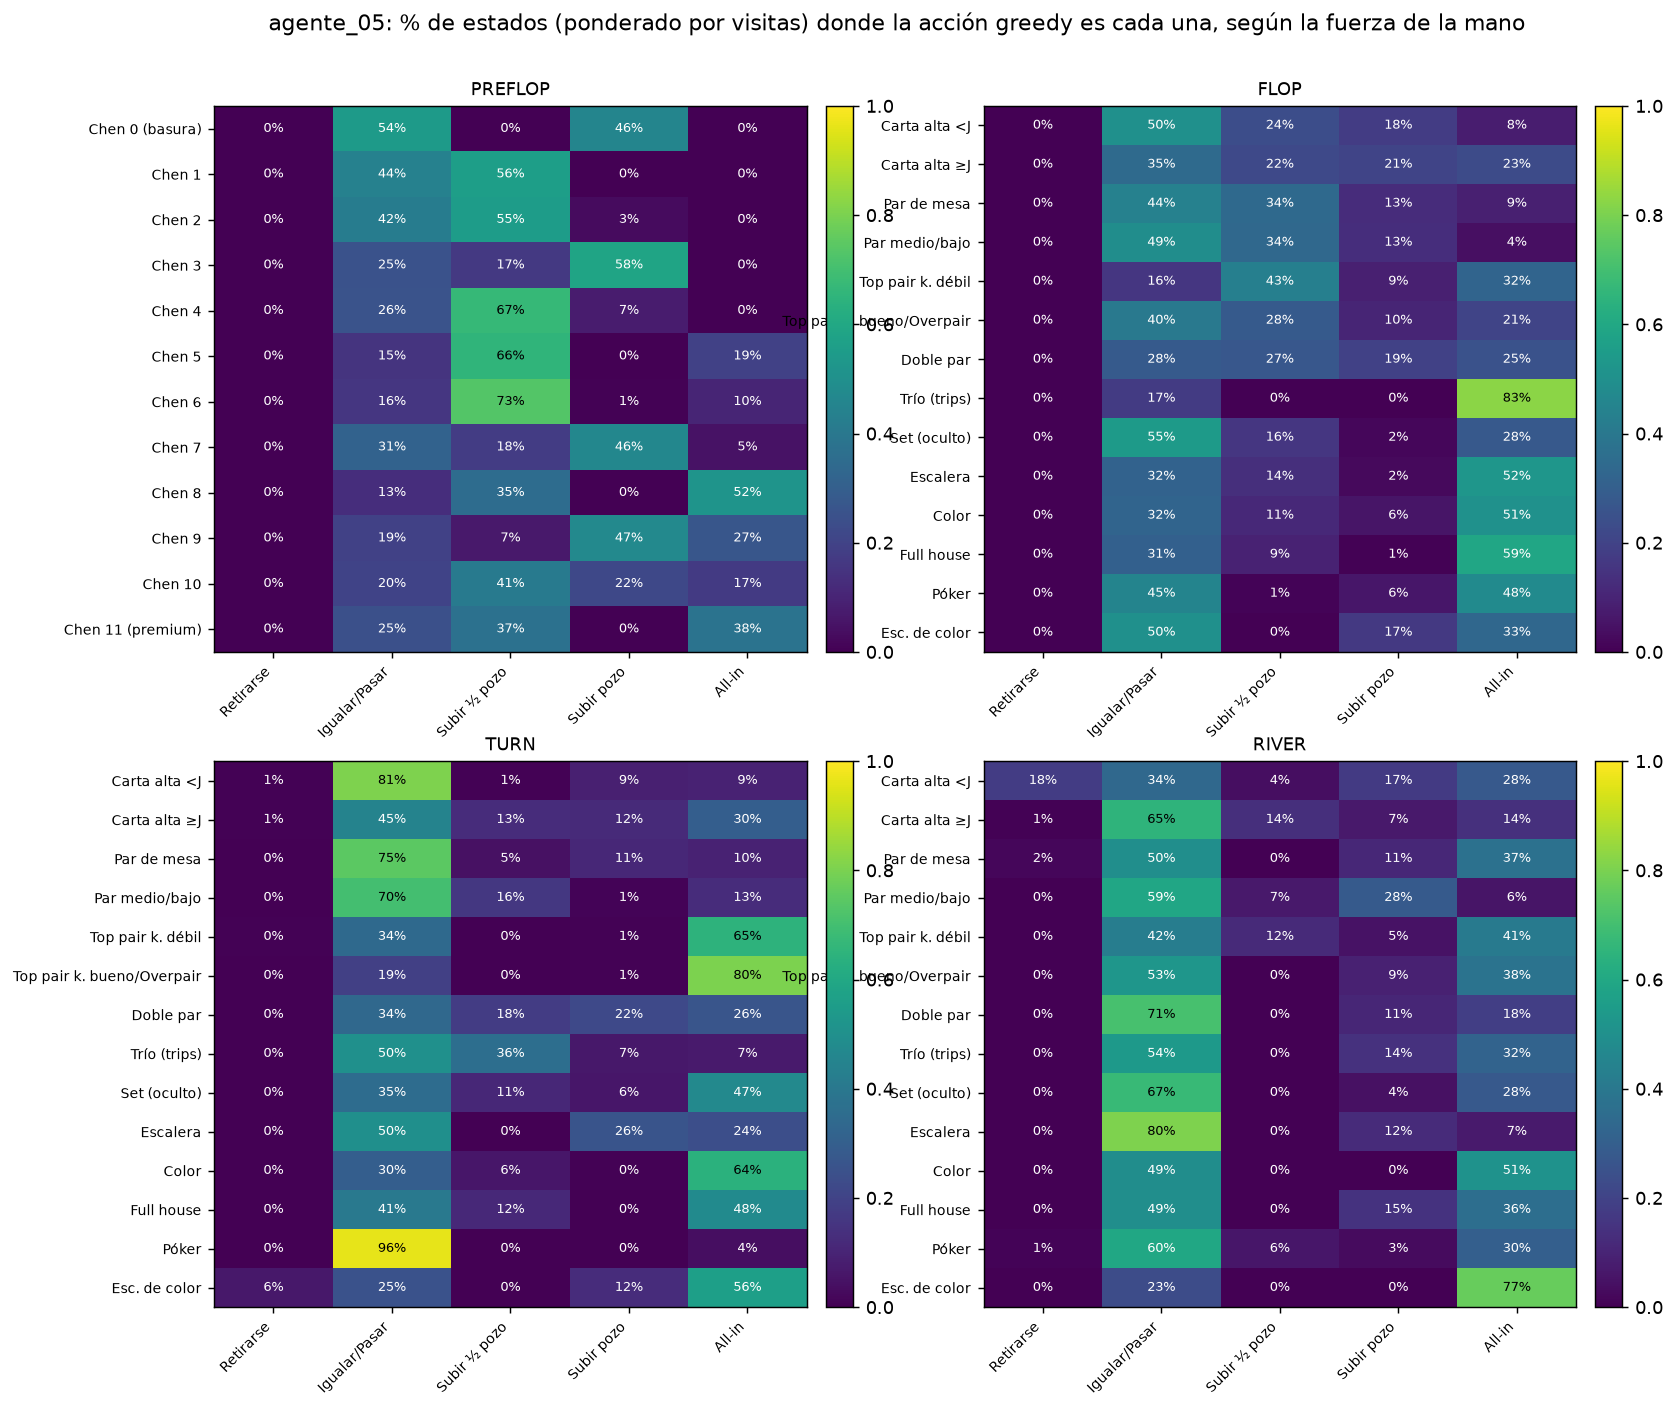 agente_05: % de estados (ponderado por visitas) donde la acción greedy es cada una, según la fuerza de la mano
PREFLOP
Chen 0 (basura) 0% 54% 0% 46% 0%
Chen 1 0% 44% 56% 0% 0%
Chen 2 0% 42% 55% 3% 0%
Chen 3 0% 25% 17% 58% 0%
Chen 4 0% 26% 67% 7% 0%
Chen 5 0% 15% 66% 0% 19%
Chen 6 0% 16% 73% 1% 10%
Chen 7 0% 31% 18% 46% 5%
Chen 8 0% 13% 35% 0% 52%
Chen 9 0% 19% 7% 47% 27%
Chen 10 0% 20% 41% 22% 17%
Chen 11 (premium) 0% 25% 37% 0% 38%
Retirarse Igualar/Pasar Subir ½ pozo Subir pozo All-in
1.0
0.8
0.6
0.4
0.2
0.0
FLOP
Carta alta <J 0% 50% 24% 18% 8%
Carta alta ≥J 0% 35% 22% 21% 23%
Par de mesa 0% 44% 34% 13% 9%
Par medio/bajo 0% 49% 34% 13% 4%
Top pair k. débil 0% 16% 43% 9% 32%
Top pair k. bueno/Overpair 0% 40% 28% 10% 21%
Doble par 0% 28% 27% 19% 25%
Trío (trips) 0% 17% 0% 0% 83%
Set (oculto) 0% 55% 16% 2% 28%
Escalera 0% 32% 14% 2% 52%
Color 0% 32% 11% 6% 51%
Full house 0% 31% 9% 1% 59%
Póker 0% 45% 1% 6% 48%
Esc. de color 0% 50% 0% 17% 33%
Retirarse Igualar/Pasar Subir ½ pozo Subir pozo All-in
1.0
0.8
0.6
0.4
0.2
0.0
TURN
Carta alta <J 1% 81% 1% 9% 9%
Carta alta ≥J 1% 45% 13% 12% 30%
Par de mesa 0% 75% 5% 11% 10%
Par medio/bajo 0% 70% 16% 1% 13%
Top pair k. débil 0% 34% 0% 1% 65%
Top pair k. bueno/Overpair 0% 19% 0% 1% 80%
Doble par 0% 34% 18% 22% 26%
Trío (trips) 0% 50% 36% 7% 7%
Set (oculto) 0% 35% 11% 6% 47%
Escalera 0% 50% 0% 26% 24%
Color 0% 30% 6% 0% 64%
Full house 0% 41% 12% 0% 48%
Póker 0% 96% 0% 0% 4%
Esc. de color 6% 25% 0% 12% 56%
Retirarse Igualar/Pasar Subir ½ pozo Subir pozo All-in
1.0
0.8
0.6
0.4
0.2
0.0
RIVER
Carta alta <J 18% 34% 4% 17% 28%
Carta alta ≥J 1% 65% 14% 7% 14%
Par de mesa 2% 50% 0% 11% 37%
Par medio/bajo 0% 59% 7% 28% 6%
Top pair k. débil 0% 42% 12% 5% 41%
Top pair k. bueno/Overpair 0% 53% 0% 9% 38%
Doble par 0% 71% 0% 11% 18%
Trío (trips) 0% 54% 0% 14% 32%
Set (oculto) 0% 67% 0% 4% 28%
Escalera 0% 80% 0% 12% 7%
Color 0% 49% 0% 0% 51%
Full house 0% 49% 0% 15% 36%
Póker 1% 60% 6% 3% 30%
Esc. de color 0% 23% 0% 0% 77%
Retirarse Igualar/Pasar Subir ½ pozo Subir pozo All-in
1.0
0.8
0.6
0.4
0.2
0.0